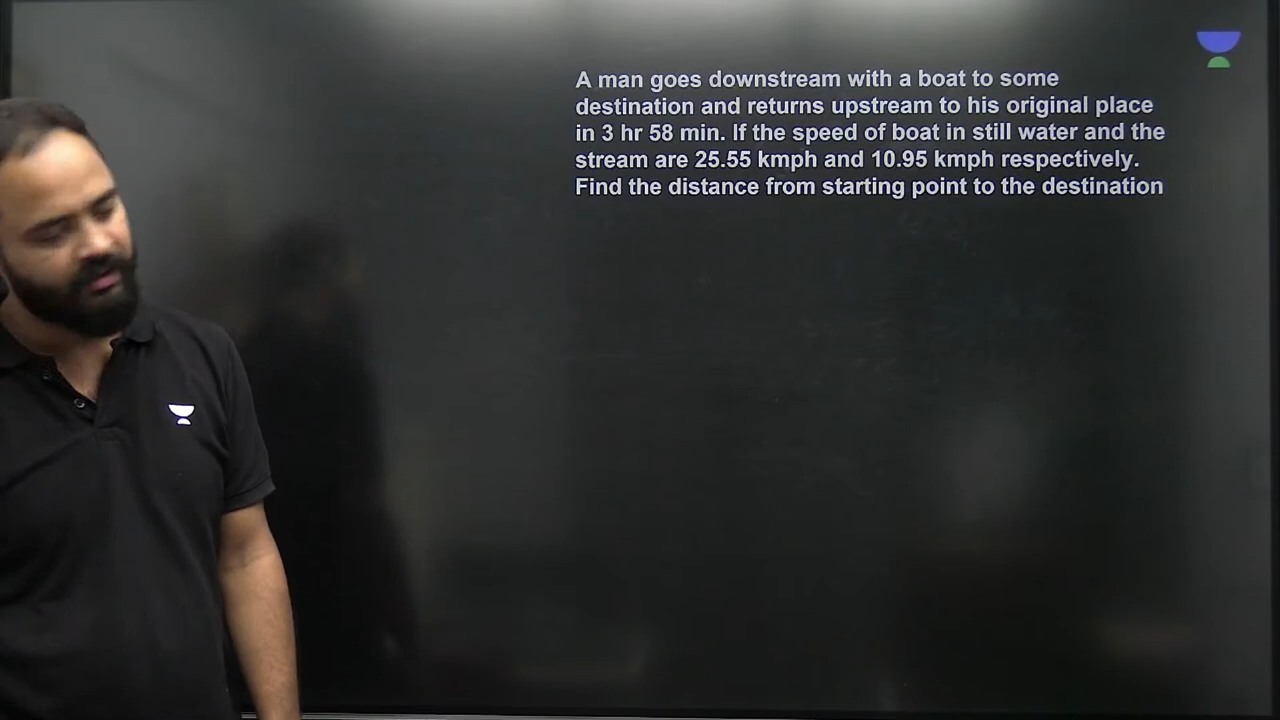 A man goes downstream with a boat to some
destination and returns upstream to his original place
in 3 hr 58 min. If the speed of boat in still water and the
stream are 25.55 kmph and 10.95 kmph respectively.
Find the distance from starting point to the destination